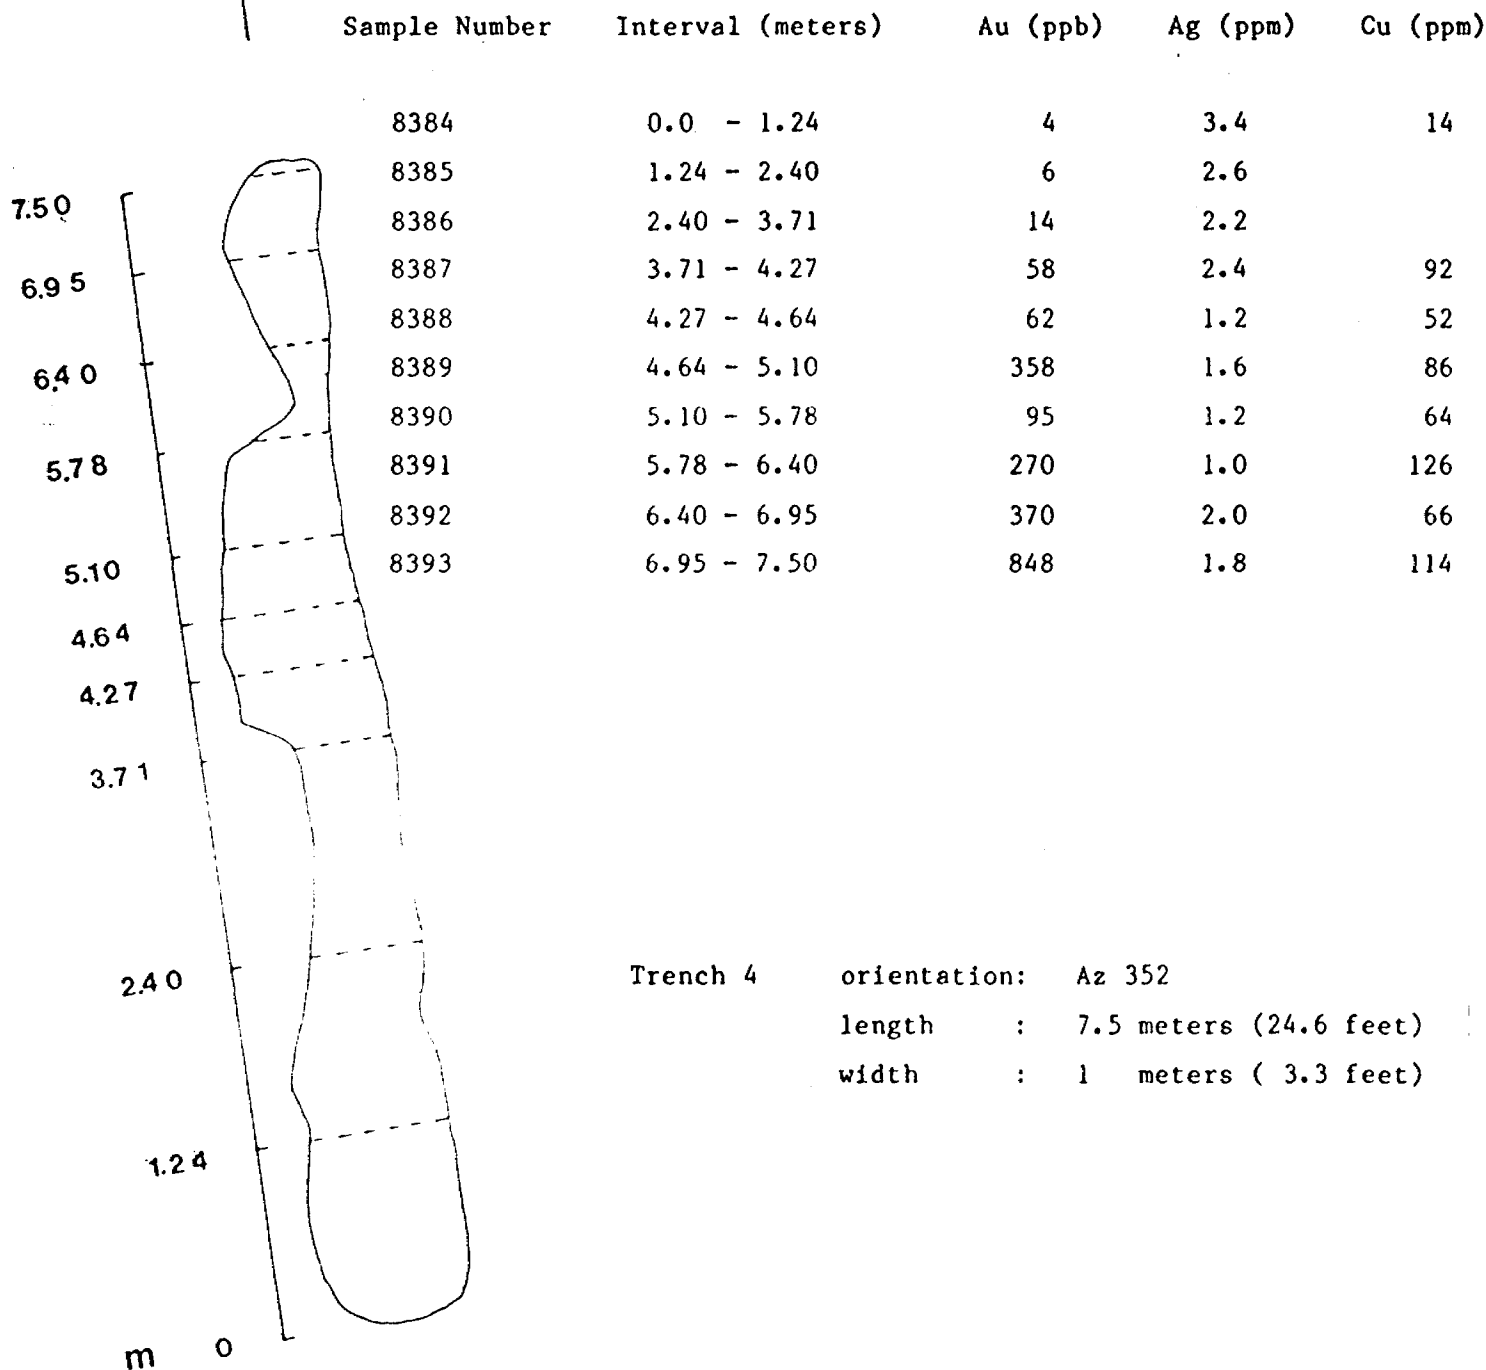 Sample Number Interval (meters) Au (ppb) Ag (ppm) Cu (ppm)
8384 0.0 - 1.24 4 3.4 14
8385 1.24 - 2.40 6 2.6
8386 2.40 - 3.71 14 2.2
8387 3.71 - 4.27 58 2.4 92
8388 4.27 - 4.64 62 1.2 52
8389 4.64 - 5.10 358 1.6 86
8390 5.10 - 5.78 95 1.2 64
8391 5.78 - 6.40 270 1.0 126
8392 6.40 - 6.95 370 2.0 66
8393 6.95 - 7.50 848 1.8 114
7.50
6.95
6.40
5.78
5.10
4.64
4.27
3.71
2.40
1.24
m 0
Trench 4 orientation: Az 352
length : 7.5 meters (24.6 feet)
width : 1 meters ( 3.3 feet)